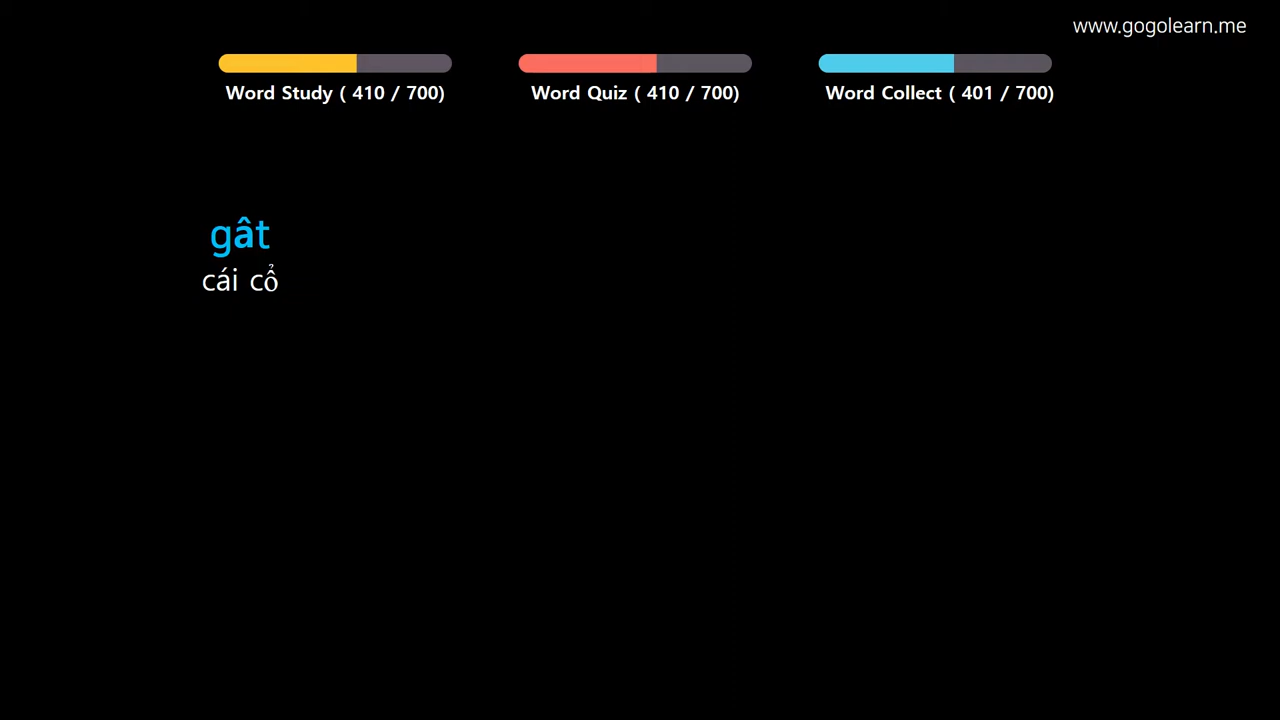 www.gogolearn.me
Word Study ( 410 / 700)
Word Quiz ( 410 / 700)
Word Collect ( 401 / 700)
gât
cái cổ